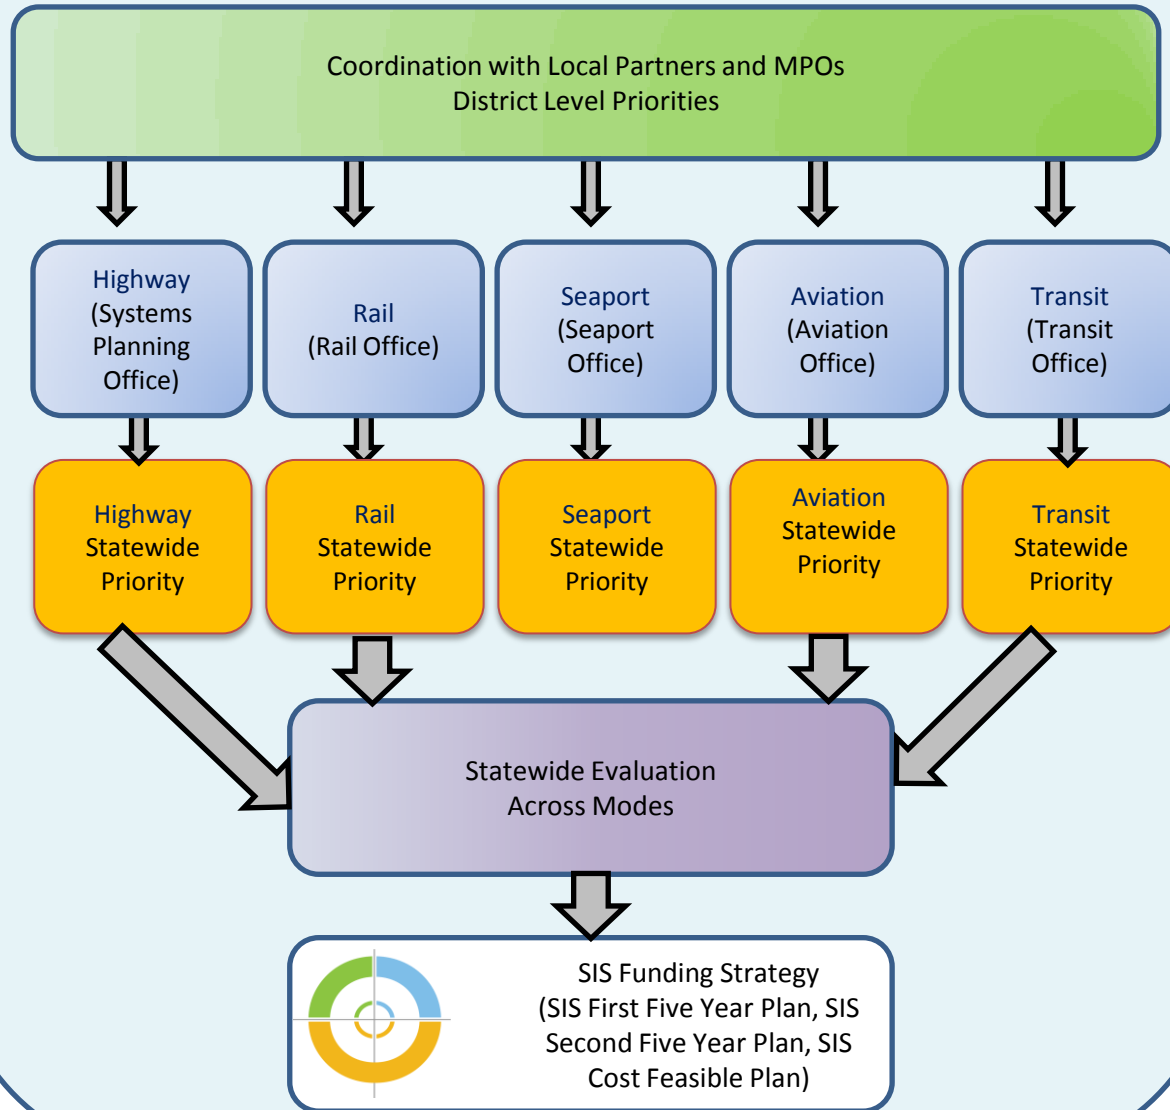 Coordination with Local Partners and MPOs
District Level Priorities
Highway
(Systems
Planning
Office)
Rail
(Rail Office)
Seaport
(Seaport
Office)
Aviation
(Aviation
Office)
Transit
(Transit
Office)
Highway
Statewide
Priority
Rail
Statewide
Priority
Seaport
Statewide
Priority
Aviation
Statewide
Priority
Transit
Statewide
Priority
Statewide Evaluation
Across Modes
SIS Funding Strategy
(SIS First Five Year Plan, SIS
Second Five Year Plan, SIS
Cost Feasible Plan)